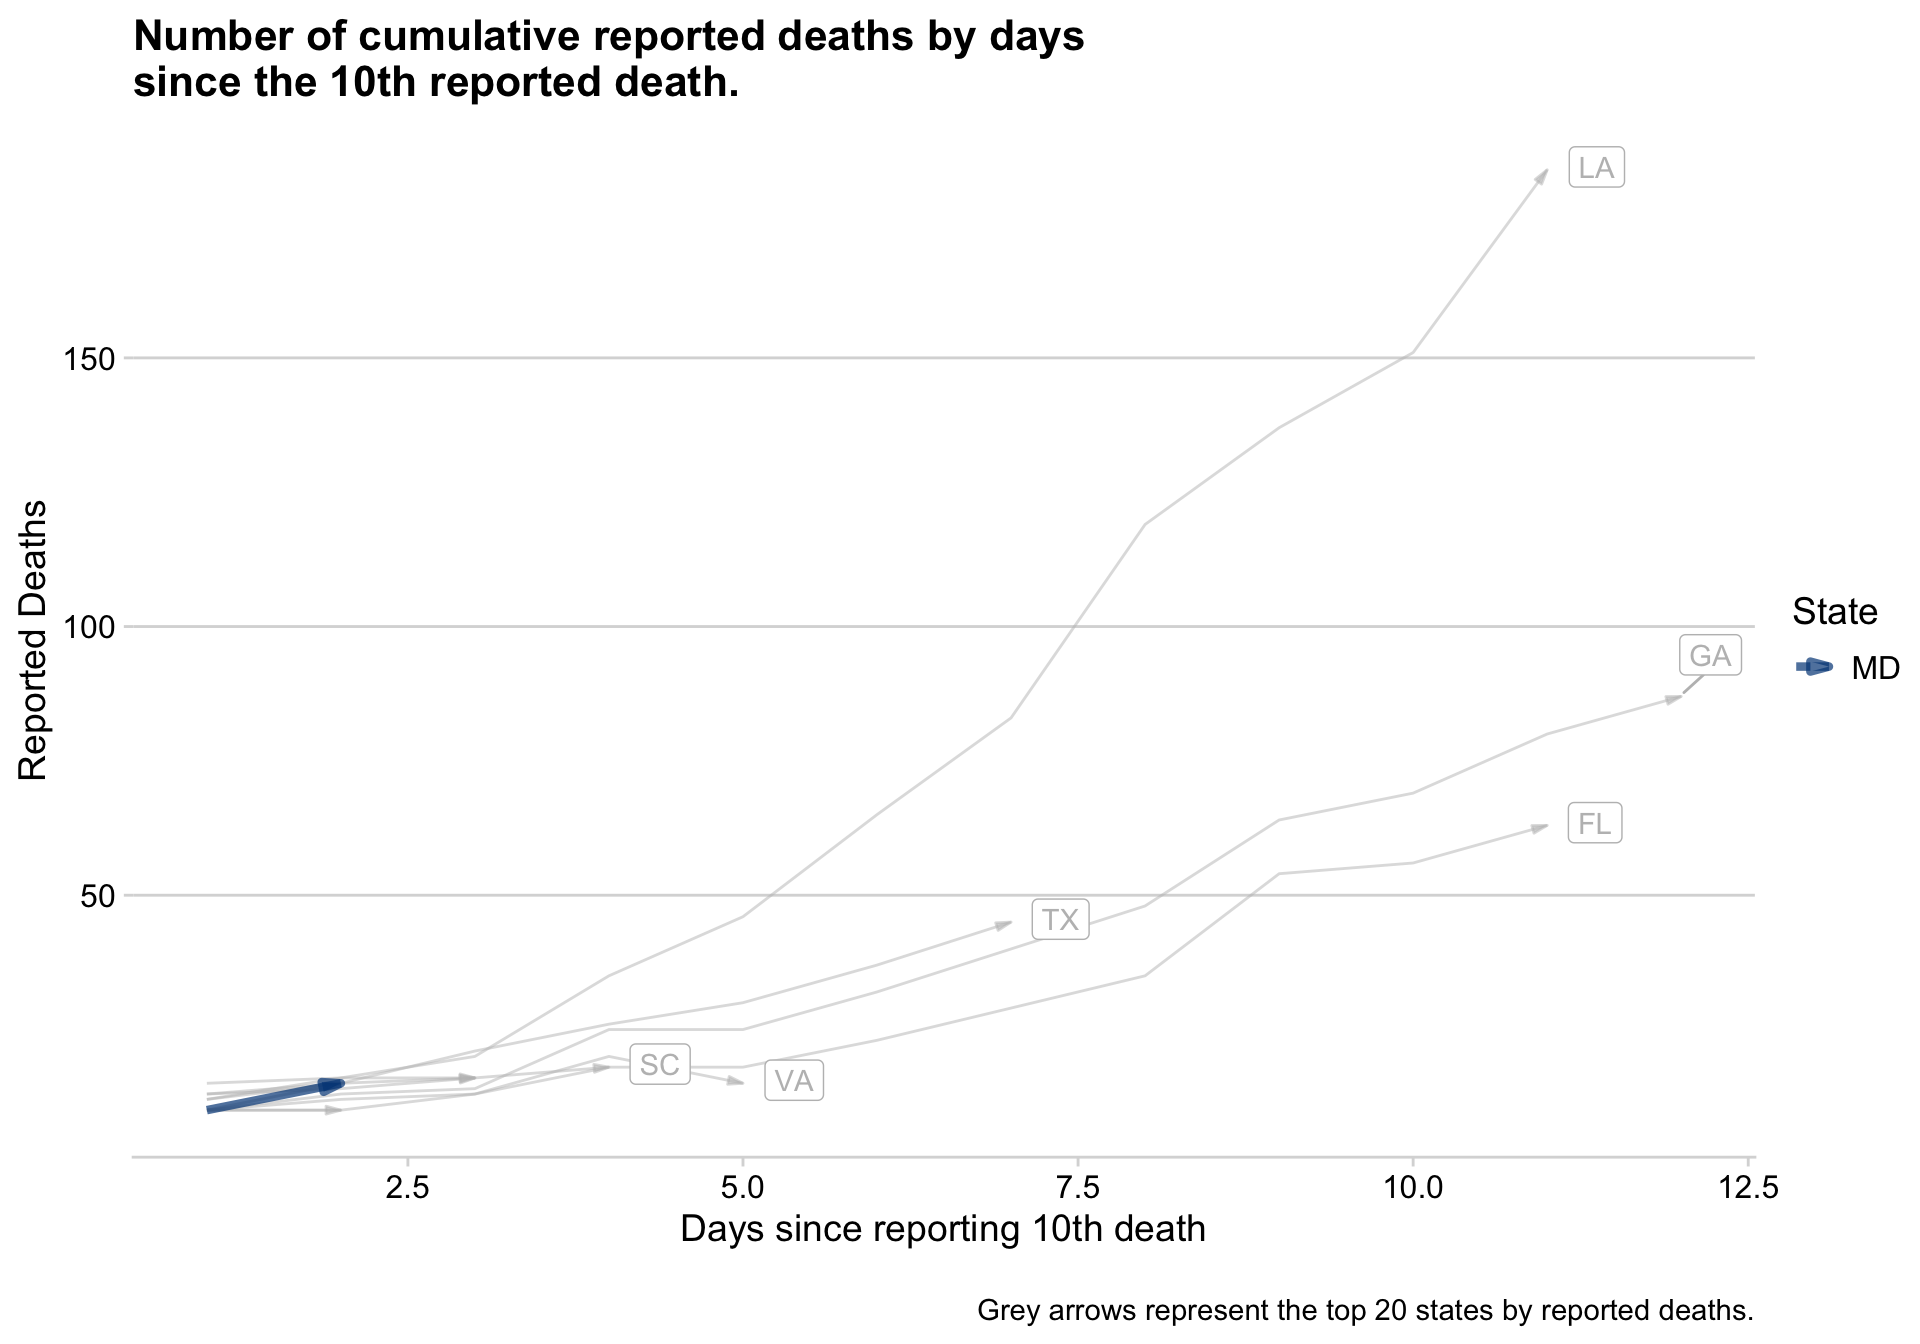 Number of cumulative reported deaths by days
since the 10th reported death.
LA
150
100
GA
State
MD
FL
50
TX
SC
VA
Reported Deaths
2.5
5.0
7.5
10.0
12.5
Days since reporting 10th death
Grey arrows represent the top 20 states by reported deaths.